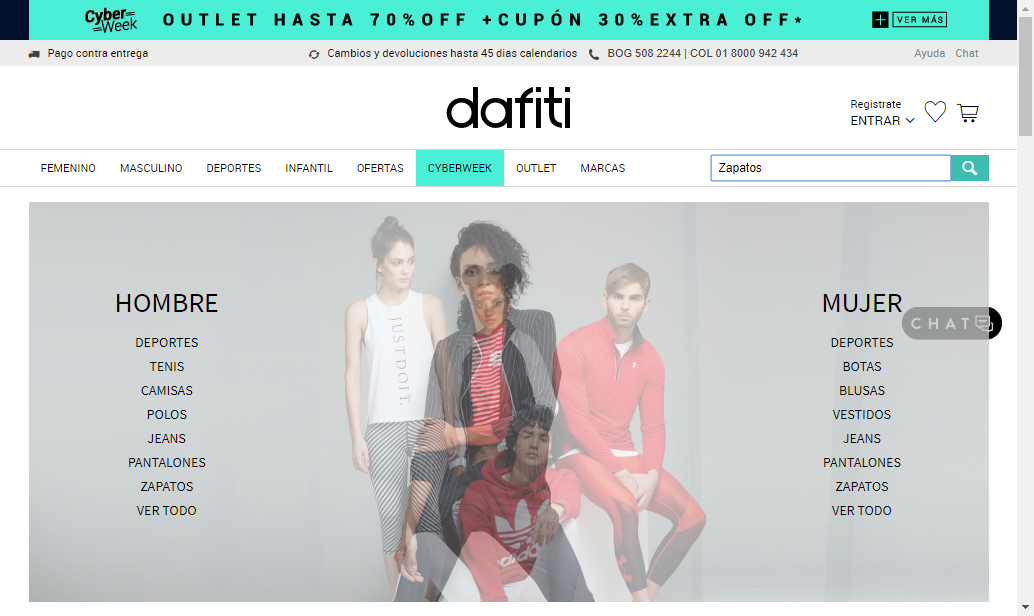 Cyber Week
OUTLET HASTA 70%OFF +CUPÓN 30%EXTRA OFF*
+ VER MÁS
Pago contra entrega
Cambios y devoluciones hasta 45 dias calendarios
BOG 508 2244 | COL 01 8000 942 434
Ayuda Chat
dafiti
Registrate
ENTRAR
FEMENINO MASCULINO DEPORTES INFANTIL OFERTAS CYBERWEEK OUTLET MARCAS
Zapatos
HOMBRE
DEPORTES
TENIS
CAMISAS
POLOS
JEANS
PANTALONES
ZAPATOS
VER TODO
JUST DO IT.
adidas
MUJER
DEPORTES
BOTAS
BLUSAS
VESTIDOS
JEANS
PANTALONES
ZAPATOS
VER TODO
CHAT